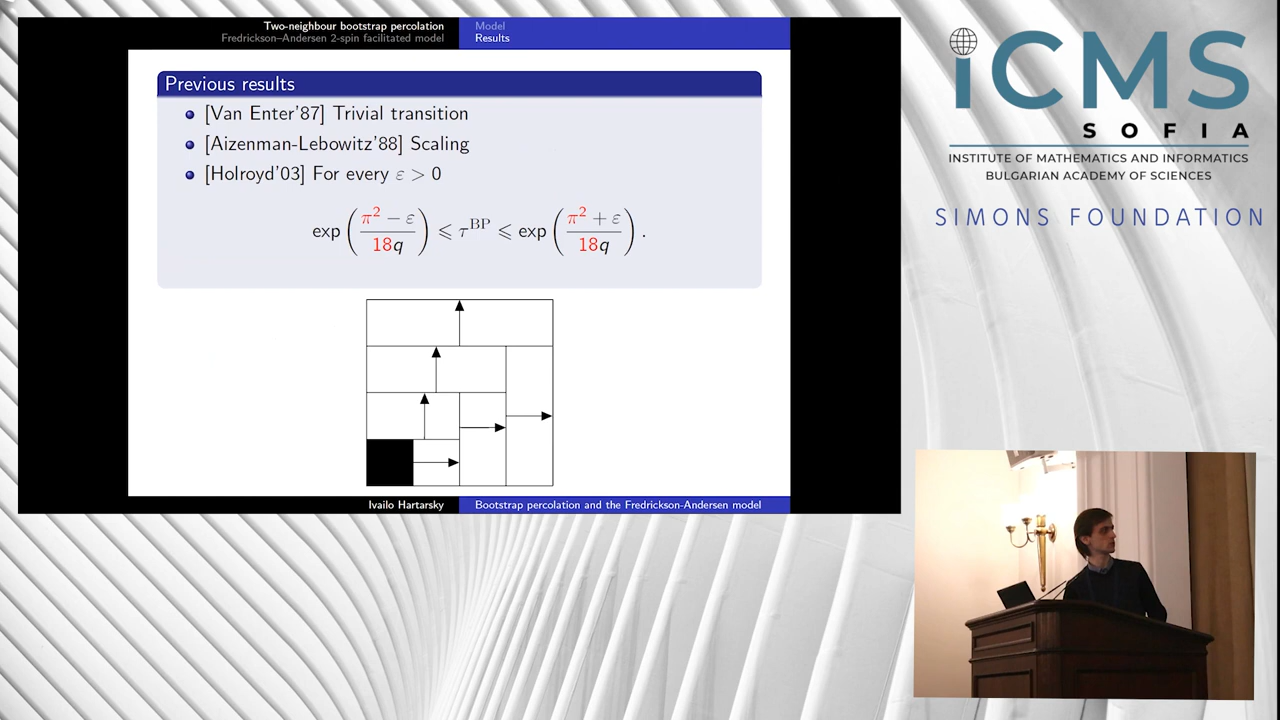 Two-neighbour bootstrap percolation
Fredrickson–Andersen 2-spin facilitated model
Model
Results
Previous results
[Van Enter'87] Trivial transition
[Aizenman-Lebowitz'88] Scaling
[Holroyd'03] For every ε > 0
exp ( π² − ε / 18q ) ⩽ τ^BP ⩽ exp ( π² + ε / 18q ) .
Ivailo Hartarsky
Bootstrap percolation and the Fredrickson-Andersen model
iCMS
SOFIA
INSTITUTE OF MATHEMATICS AND INFORMATICS
BULGARIAN ACADEMY OF SCIENCES
SIMONS FOUNDATION